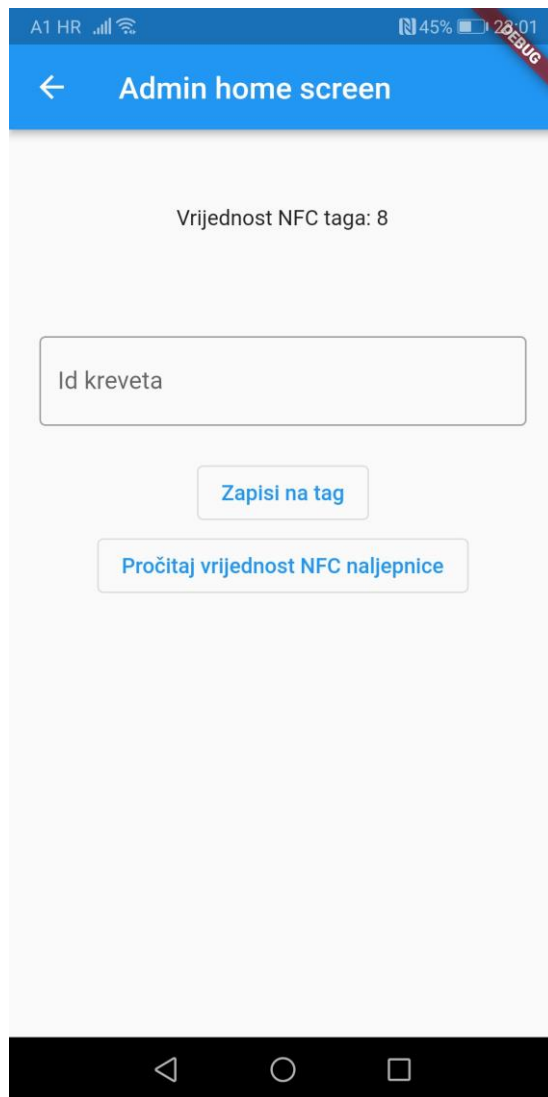 A1 HR 45% 22:01
DEBUG
Admin home screen
Vrijednost NFC taga: 8
Id kreveta
Zapisi na tag
Pročitaj vrijednost NFC naljepnice